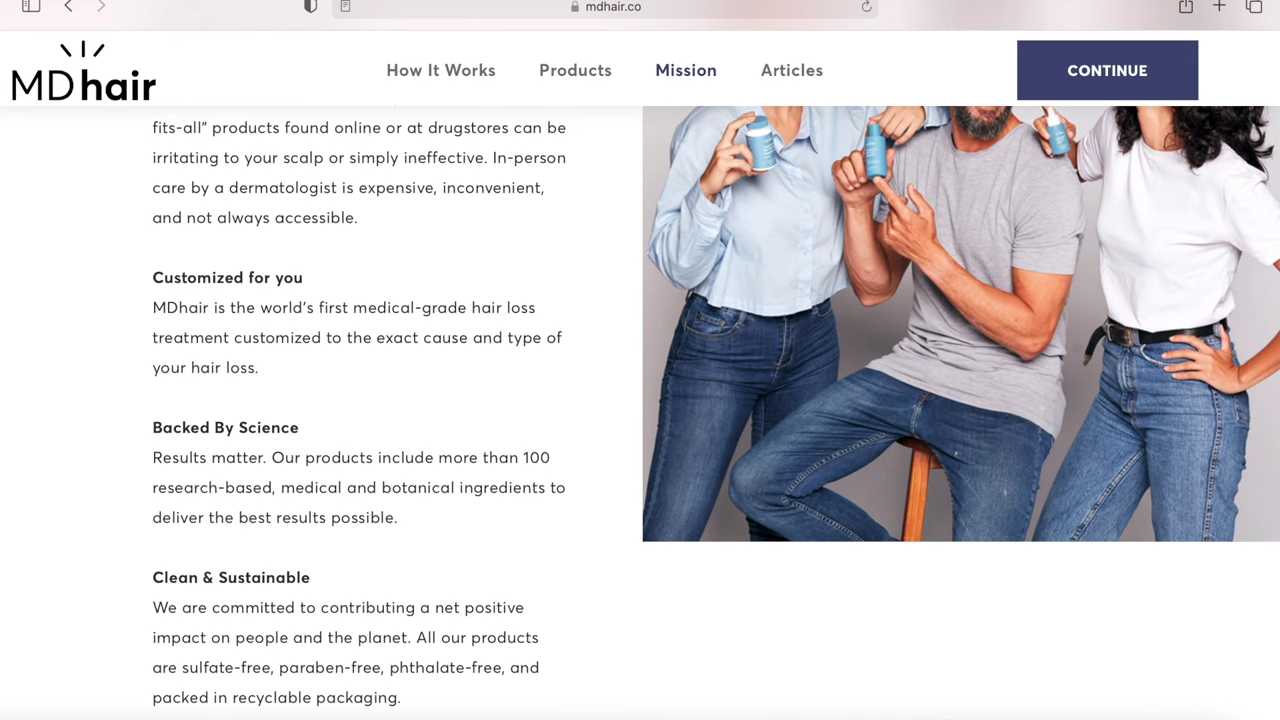 mdhair.co
MDhair
How It Works
Products
Mission
Articles
CONTINUE
fits-all” products found online or at drugstores can be
irritating to your scalp or simply ineffective. In-person
care by a dermatologist is expensive, inconvenient,
and not always accessible.
Customized for you
MDhair is the world’s first medical-grade hair loss
treatment customized to the exact cause and type of
your hair loss.
Backed By Science
Results matter. Our products include more than 100
research-based, medical and botanical ingredients to
deliver the best results possible.
Clean & Sustainable
We are committed to contributing a net positive
impact on people and the planet. All our products
are sulfate-free, paraben-free, phthalate-free, and
packed in recyclable packaging.